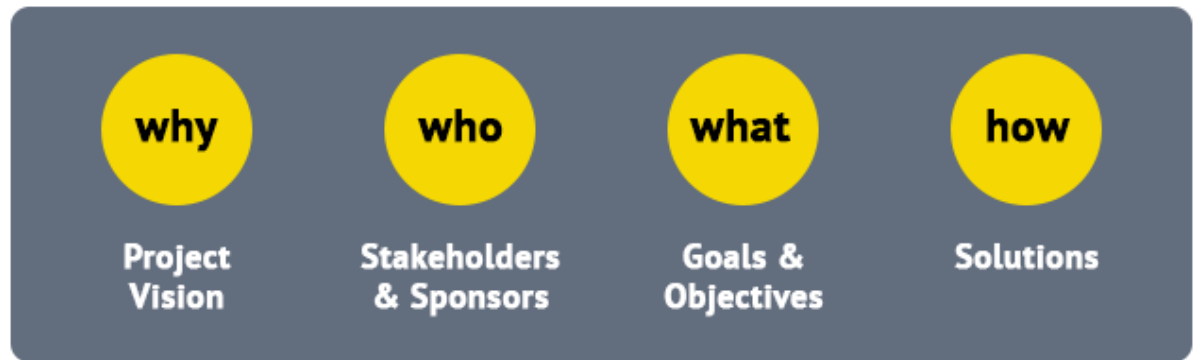 why
Project
Vision
who
Stakeholders
& Sponsors
what
Goals &
Objectives
how
Solutions